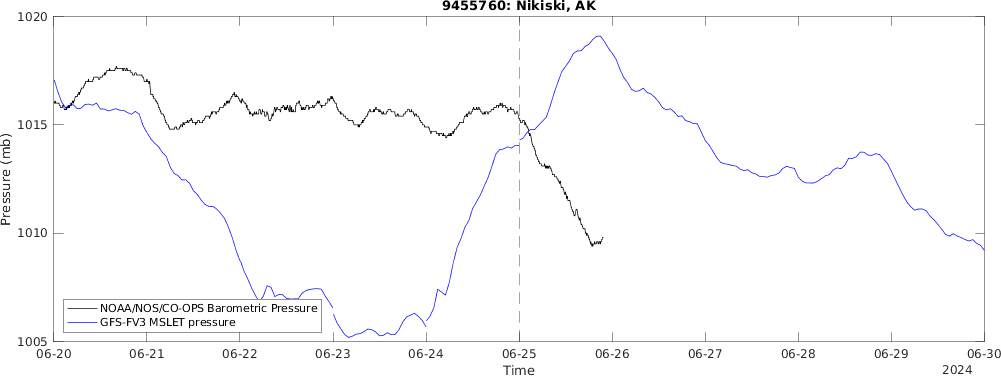 9455760: Nikiski, AK
Pressure (mb)
1020
1015
1010
1005
NOAA/NOS/CO-OPS Barometric Pressure
GFS-FV3 MSLET pressure
06-20 06-21 06-22 06-23 06-24 06-25 06-26 06-27 06-28 06-29 06-30
Time
2024